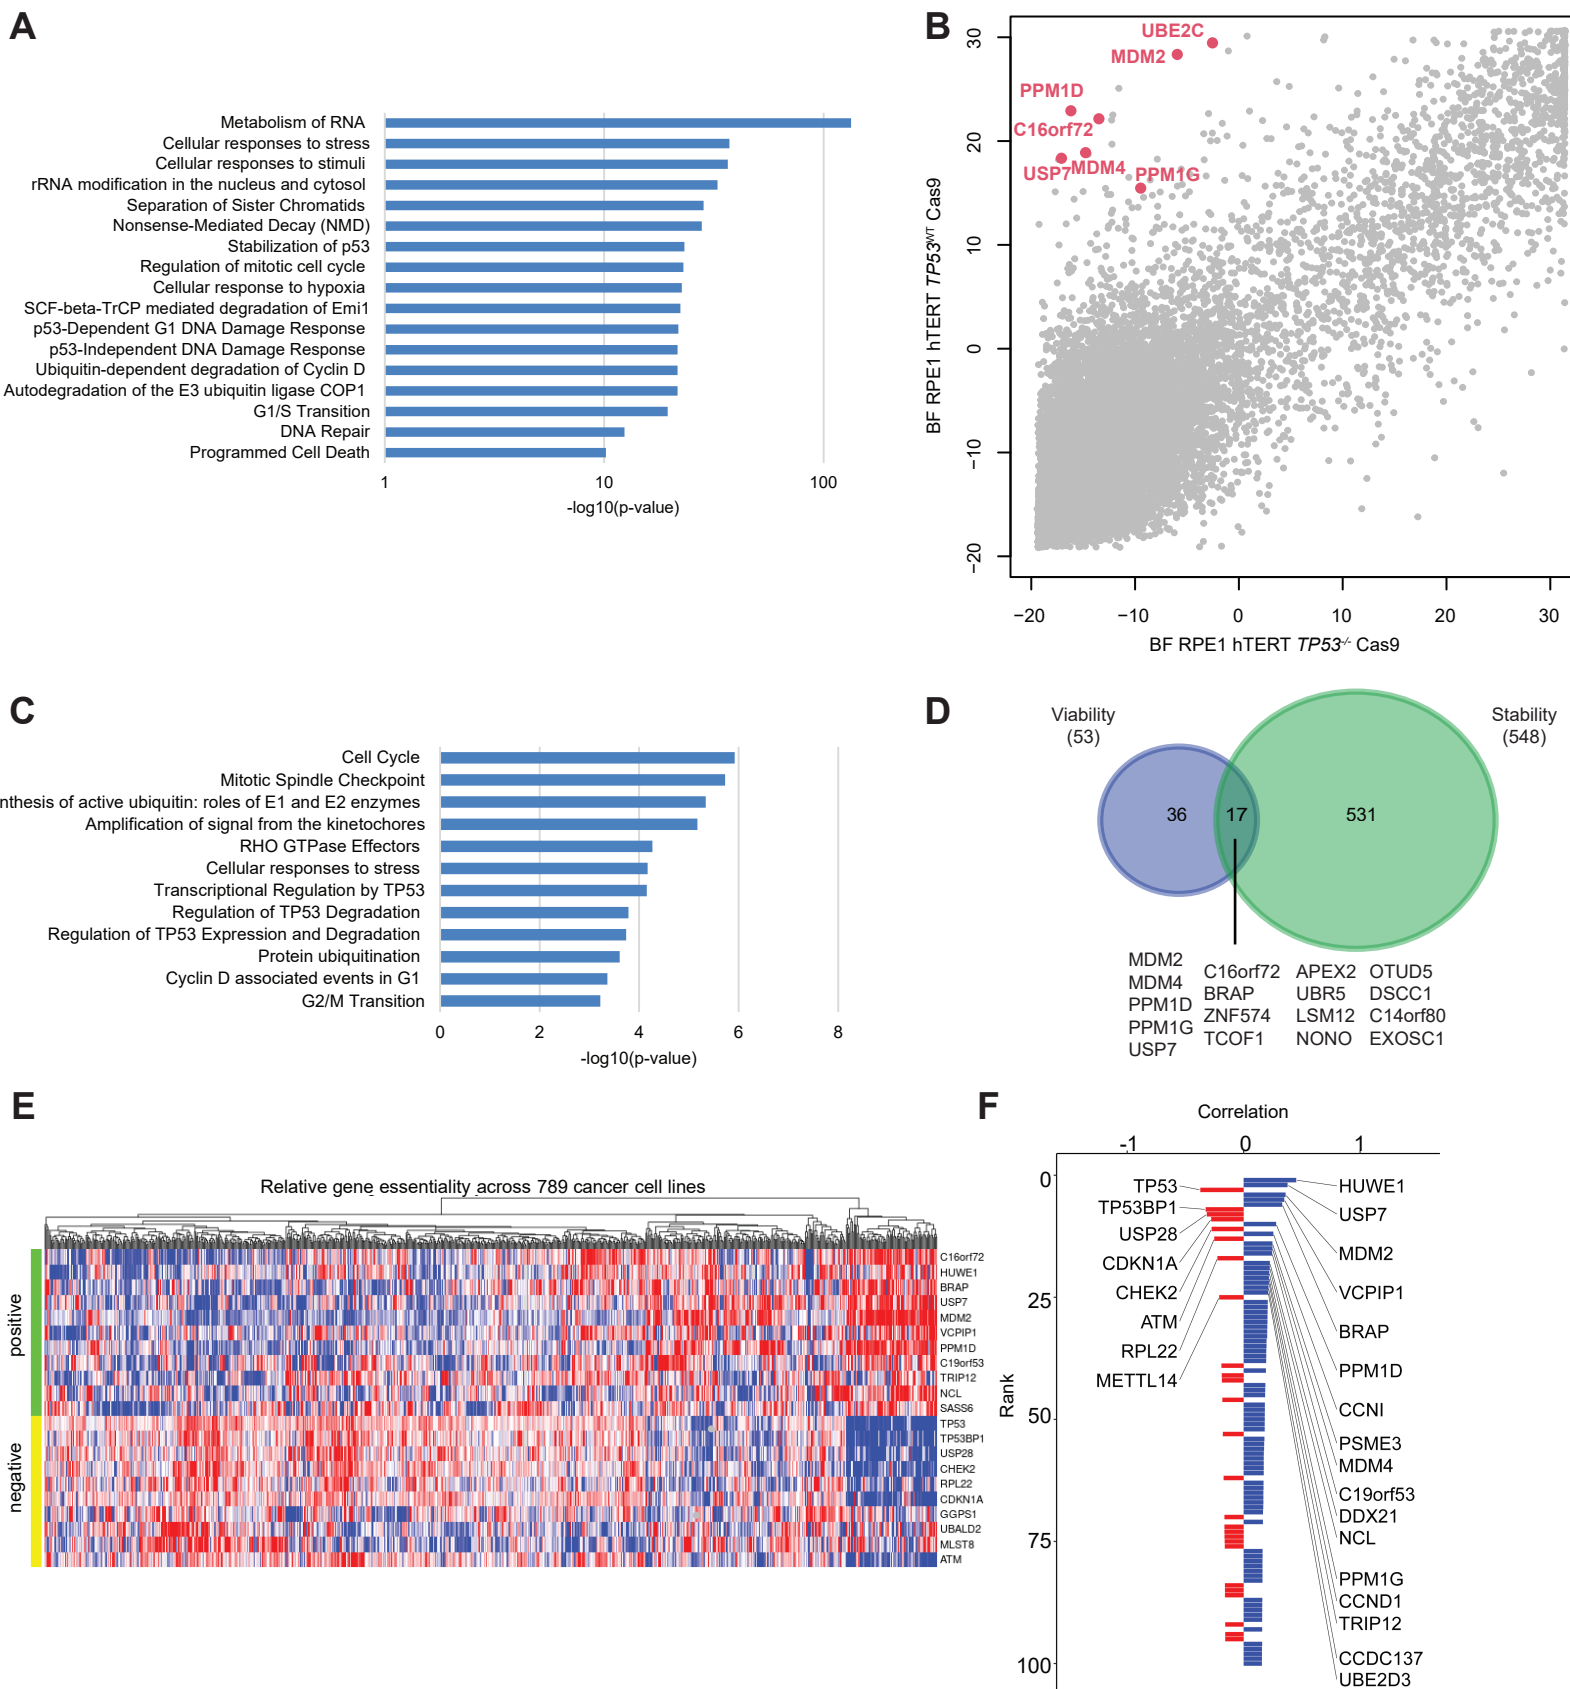 A
Metabolism of RNA
Cellular responses to stress
Cellular responses to stimuli
rRNA modification in the nucleus and cytosol
Separation of Sister Chromatids
Nonsense-Mediated Decay (NMD)
Stabilization of p53
Regulation of mitotic cell cycle
Cellular response to hypoxia
SCF-beta-TrCP mediated degradation of Emi1
p53-Dependent G1 DNA Damage Response
p53-Independent DNA Damage Response
Ubiquitin-dependent degradation of Cyclin D
Autodegradation of the E3 ubiquitin ligase COP1
G1/S Transition
DNA Repair
Programmed Cell Death
1 10 100
-log10(p-value)
B
UBE2C
MDM2
PPM1D
C16orf72
USP7
MDM4
PPM1G
30
20
10
0
−10
−20
BF RPE1 hTERT TP53WT Cas9
−20 −10 0 10 20 30
BF RPE1 hTERT TP53-/- Cas9
C
Cell Cycle
Mitotic Spindle Checkpoint
nthesis of active ubiquitin: roles of E1 and E2 enzymes
Amplification of signal from the kinetochores
RHO GTPase Effectors
Cellular responses to stress
Transcriptional Regulation by TP53
Regulation of TP53 Degradation
Regulation of TP53 Expression and Degradation
Protein ubiquitination
Cyclin D associated events in G1
G2/M Transition
0 2 4 6 8
-log10(p-value)
D
Viability
(53)
Stability
(548)
36 17 531
MDM2
MDM4
PPM1D
PPM1G
USP7
C16orf72
BRAP
ZNF574
TCOF1
APEX2
UBR5
LSM12
NONO
OTUD5
DSCC1
C14orf80
EXOSC1
E
Relative gene essentiality across 789 cancer cell lines
positive
negative
C16orf72
HUWE1
BRAP
USP7
MDM2
VCPIP1
PPM1D
C19orf53
TRIP12
NCL
SASS6
TP53
TP53BP1
USP28
CHEK2
RPL22
CDKN1A
GGPS1
UBALD2
MLST8
ATM
F
Correlation
-1 0 1
Rank
0
25
50
75
100
TP53
TP53BP1
USP28
CDKN1A
CHEK2
ATM
RPL22
METTL14
HUWE1
USP7
MDM2
VCPIP1
BRAP
PPM1D
CCNI
PSME3
MDM4
C19orf53
DDX21
NCL
PPM1G
CCND1
TRIP12
CCDC137
UBE2D3